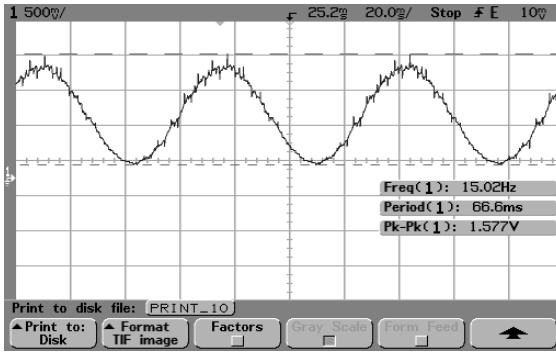 1 500mV/ 25.2ms 20.0ms/ Stop E 10mV
1
Freq(1): 15.02Hz
Period(1): 66.6ms
Pk-Pk(1): 1.577V
Print to disk file: PRINT_10
Print to: Disk
Format TIF image
Factors
Gray Scale
Form Feed